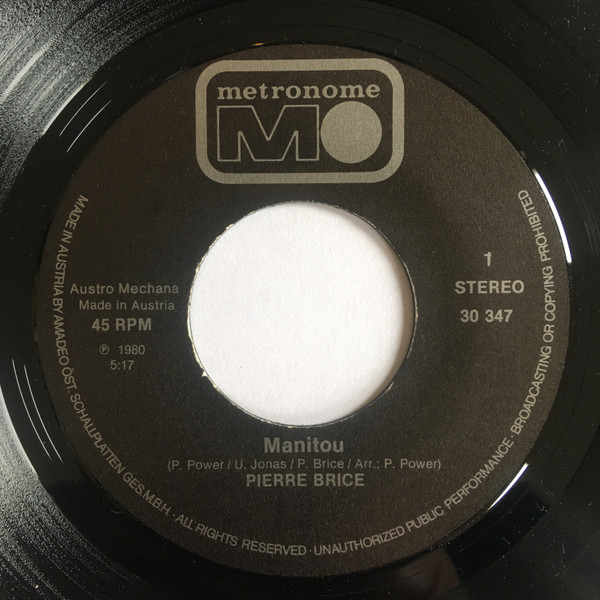 metronome
MO
1
STEREO
30 347
Austro Mechana
Made in Austria
45 RPM
℗ 1980
5:17
Manitou
(P. Power / U. Jonas / P. Brice / Arr.: P. Power)
PIERRE BRICE
MADE IN AUSTRIA BY AMADEO ÖST. SCHALLPLATTEN GES.M.B.H. · ALL RIGHTS RESERVED · UNAUTHORIZED PUBLIC PERFORMANCE · BROADCASTING OR COPYING PROHIBITED